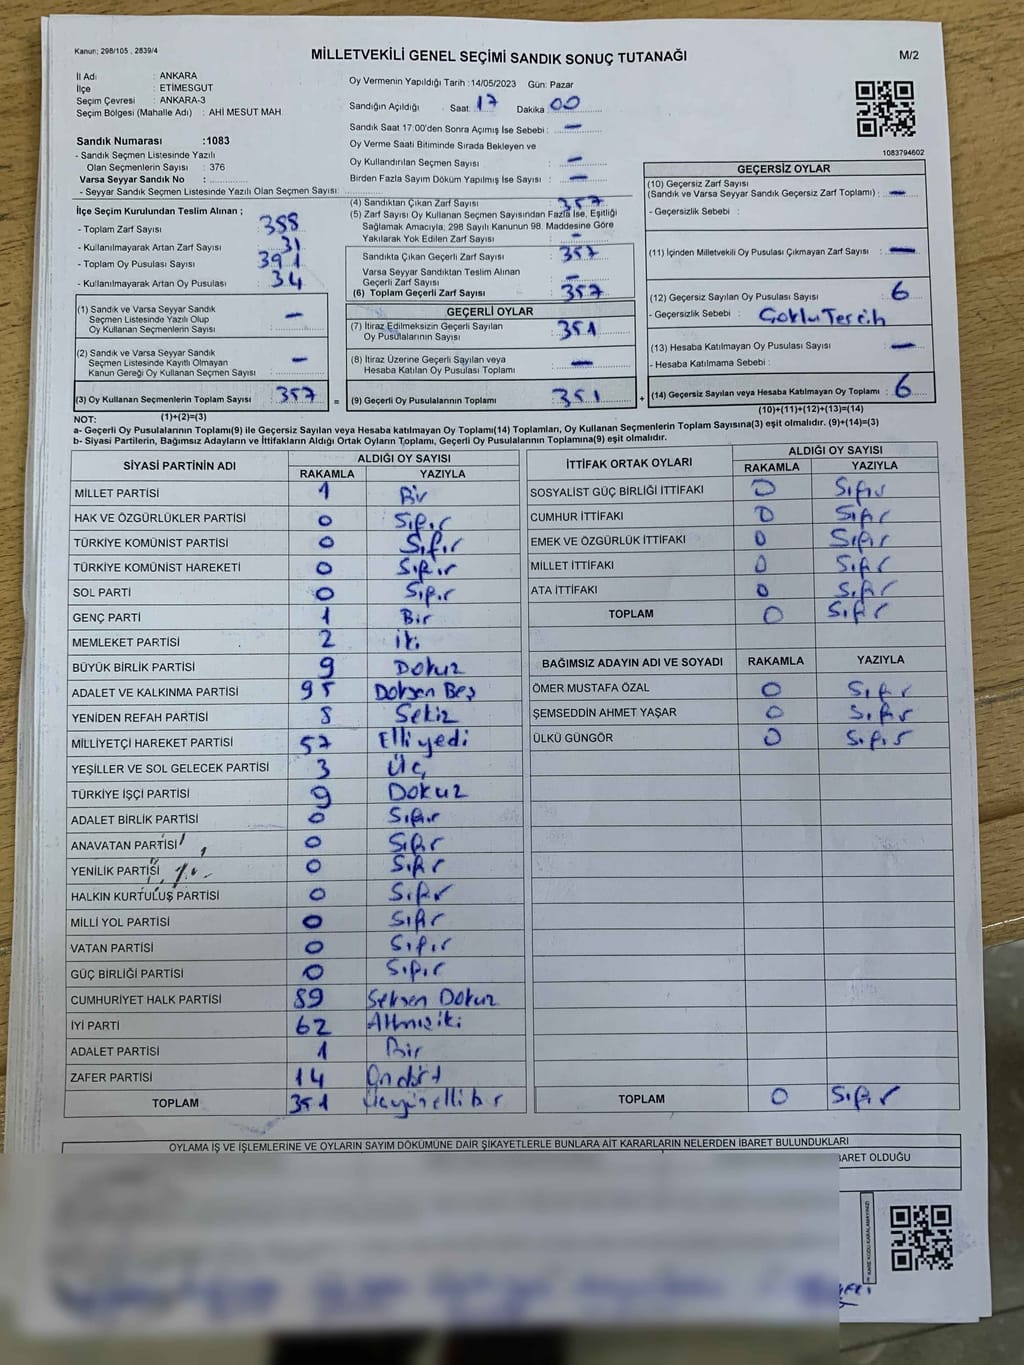 Kanun; 298/105 , 2839/4
MİLLETVEKİLİ GENEL SEÇİMİ SANDIK SONUÇ TUTANAĞI
M/2
İl Adı : ANKARA
İlçe : ETİMESGUT
Seçim Çevresi : ANKARA-3
Seçim Bölgesi (Mahalle Adı) : AHİ MESUT MAH.
Sandık Numarası :1083
- Sandık Seçmen Listesinde Yazılı
Olan Seçmenlerin Sayısı : 376
Varsa Seyyar Sandık No :
- Seyyar Sandık Seçmen Listesinde Yazılı Olan Seçmen Sayısı:
İlçe Seçim Kurulundan Teslim Alınan ;
- Toplam Zarf Sayısı : 388
- Kullanılmayarak Artan Zarf Sayısı : 31
- Toplam Oy Pusulası Sayısı : 391
- Kullanılmayarak Artan Oy Pusulası : 34
(1) Sandık ve Varsa Seyyar Sandık
Seçmen Listesinde Yazılı Olup
Oy Kullanan Seçmenlerin Sayısı : —
(2) Sandık ve Varsa Seyyar Sandık
Seçmen Listesinde Kayıtlı Olmayan
Kanun Gereği Oy Kullanan Seçmen Sayısı : —
(3) Oy Kullanan Seçmenlerin Toplam Sayısı : 357 =
Oy Vermenin Yapıldığı Tarih : 14/05/2023 Gün: Pazar
Sandığın Açıldığı Saat: 17 Dakika 00
Sandık Saat 17:00'den Sonra Açımış İse Sebebi : —
Oy Verme Saati Bitiminde Sırada Bekleyen ve
Oy Kullandırılan Seçmen Sayısı : —
Birden Fazla Sayım Döküm Yapılmış İse Sayısı : —
(4) Sandıktan Çıkan Zarf Sayısı : 357
(5) Zarf Sayısı Oy Kullanan Seçmen Sayısından Fazla İse, Eşitliği
Sağlamak Amacıyla; 298 Sayılı Kanunun 98. Maddesine Göre
Yakılarak Yok Edilen Zarf Sayısı : —
Sandıkta Çıkan Geçerli Zarf Sayısı : 357
Varsa Seyyar Sandıktan Teslim Alınan
Geçerli Zarf Sayısı : —
(6) Toplam Geçerli Zarf Sayısı : 357
GEÇERLİ OYLAR
(7) İtiraz Edilmeksizin Geçerli Sayılan
Oy Pusulalarının Sayısı : 351
(8) İtiraz Üzerine Geçerli Sayılan veya
Hesaba Katılan Oy Pusulası Toplamı : —
(9) Geçerli Oy Pusulalarının Toplamı : 351 +
1083794602
GEÇERSİZ OYLAR
(10) Geçersiz Zarf Sayısı
(Sandık ve Varsa Seyyar Sandık Geçersiz Zarf Toplamı) : —
- Geçersizlik Sebebi :
(11) İçinden Milletvekili Oy Pusulası Çıkmayan Zarf Sayısı : —
(12) Geçersiz Sayılan Oy Pusulası Sayısı : 6
- Geçersizlik Sebebi : Çoklu Tercih
(13) Hesaba Katılmayan Oy Pusulası Sayısı : —
- Hesaba Katılmama Sebebi :
(14) Geçersiz Sayılan veya Hesaba Katılmayan Oy Toplamı : 6
(1)+(2)=(3)
(10)+(11)+(12)+(13)=(14)
NOT:
a- Geçerli Oy Pusulalarının Toplamı(9) ile Geçersiz Sayılan veya Hesaba katılmayan Oy Toplamı(14) Toplamları, Oy Kullanan Seçmenlerin Toplam Sayısına(3) eşit olmalıdır. (9)+(14)=(3)
b- Siyasi Partilerin, Bağımsız Adayların ve İttifakların Aldığı Ortak Oyların Toplamı, Geçerli Oy Pusulalarının Toplamına(9) eşit olmalıdır.
SİYASİ PARTİNİN ADI ALDIĞI OY SAYISI
RAKAMLA YAZIYLA
MİLLET PARTİSİ 1 Bir
HAK VE ÖZGÜRLÜKLER PARTİSİ 0 Sıfır
TÜRKİYE KOMÜNİST PARTİSİ 0 Sıfır
TÜRKİYE KOMÜNİST HAREKETİ 0 Sıfır
SOL PARTİ 0 Sıfır
GENÇ PARTİ 1 Bir
MEMLEKET PARTİSİ 2 İki
BÜYÜK BİRLİK PARTİSİ 9 Dokuz
ADALET VE KALKINMA PARTİSİ 95 Doksen Beş
YENİDEN REFAH PARTİSİ 8 Sekiz
MİLLİYETÇİ HAREKET PARTİSİ 57 Elliyedi
YEŞİLLER VE SOL GELECEK PARTİSİ 3 Üç
TÜRKİYE İŞÇİ PARTİSİ 9 Dokuz
ADALET BİRLİK PARTİSİ 0 Sıfır
ANAVATAN PARTİSİ 0 Sıfır
YENİLİK PARTİSİ 0 Sıfır
HALKIN KURTULUŞ PARTİSİ 0 Sıfır
MİLLİ YOL PARTİSİ 0 Sıfır
VATAN PARTİSİ 0 Sıfır
GÜÇ BİRLİĞİ PARTİSİ 0 Sıfır
CUMHURİYET HALK PARTİSİ 89 Seksen Dokuz
İYİ PARTİ 62 Altmışiki
ADALET PARTİSİ 1 Bir
ZAFER PARTİSİ 14 Ondört
TOPLAM 351 Üçyüzellibir
İTTİFAK ORTAK OYLARI ALDIĞI OY SAYISI
RAKAMLA YAZIYLA
SOSYALİST GÜÇ BİRLİĞİ İTTİFAKI 0 Sıfır
CUMHUR İTTİFAKI 0 Sıfır
EMEK VE ÖZGÜRLÜK İTTİFAKI 0 Sıfır
MİLLET İTTİFAKI 0 Sıfır
ATA İTTİFAKI 0 Sıfır
TOPLAM 0 Sıfır
BAĞIMSIZ ADAYIN ADI VE SOYADI RAKAMLA YAZIYLA
ÖMER MUSTAFA ÖZAL 0 Sıfır
ŞEMSEDDİN AHMET YAŞAR 0 Sıfır
ÜLKÜ GÜNGÖR 0 Sıfır
TOPLAM 0 Sıfır
OYLAMA İŞ VE İŞLEMLERİNE VE OYLARIN SAYIM DÖKÜMÜNE DAİR ŞİKAYETLERLE BUNLARA AİT KARARLARIN NELERDEN İBARET BULUNDUKLARI
BARET OLDUĞU